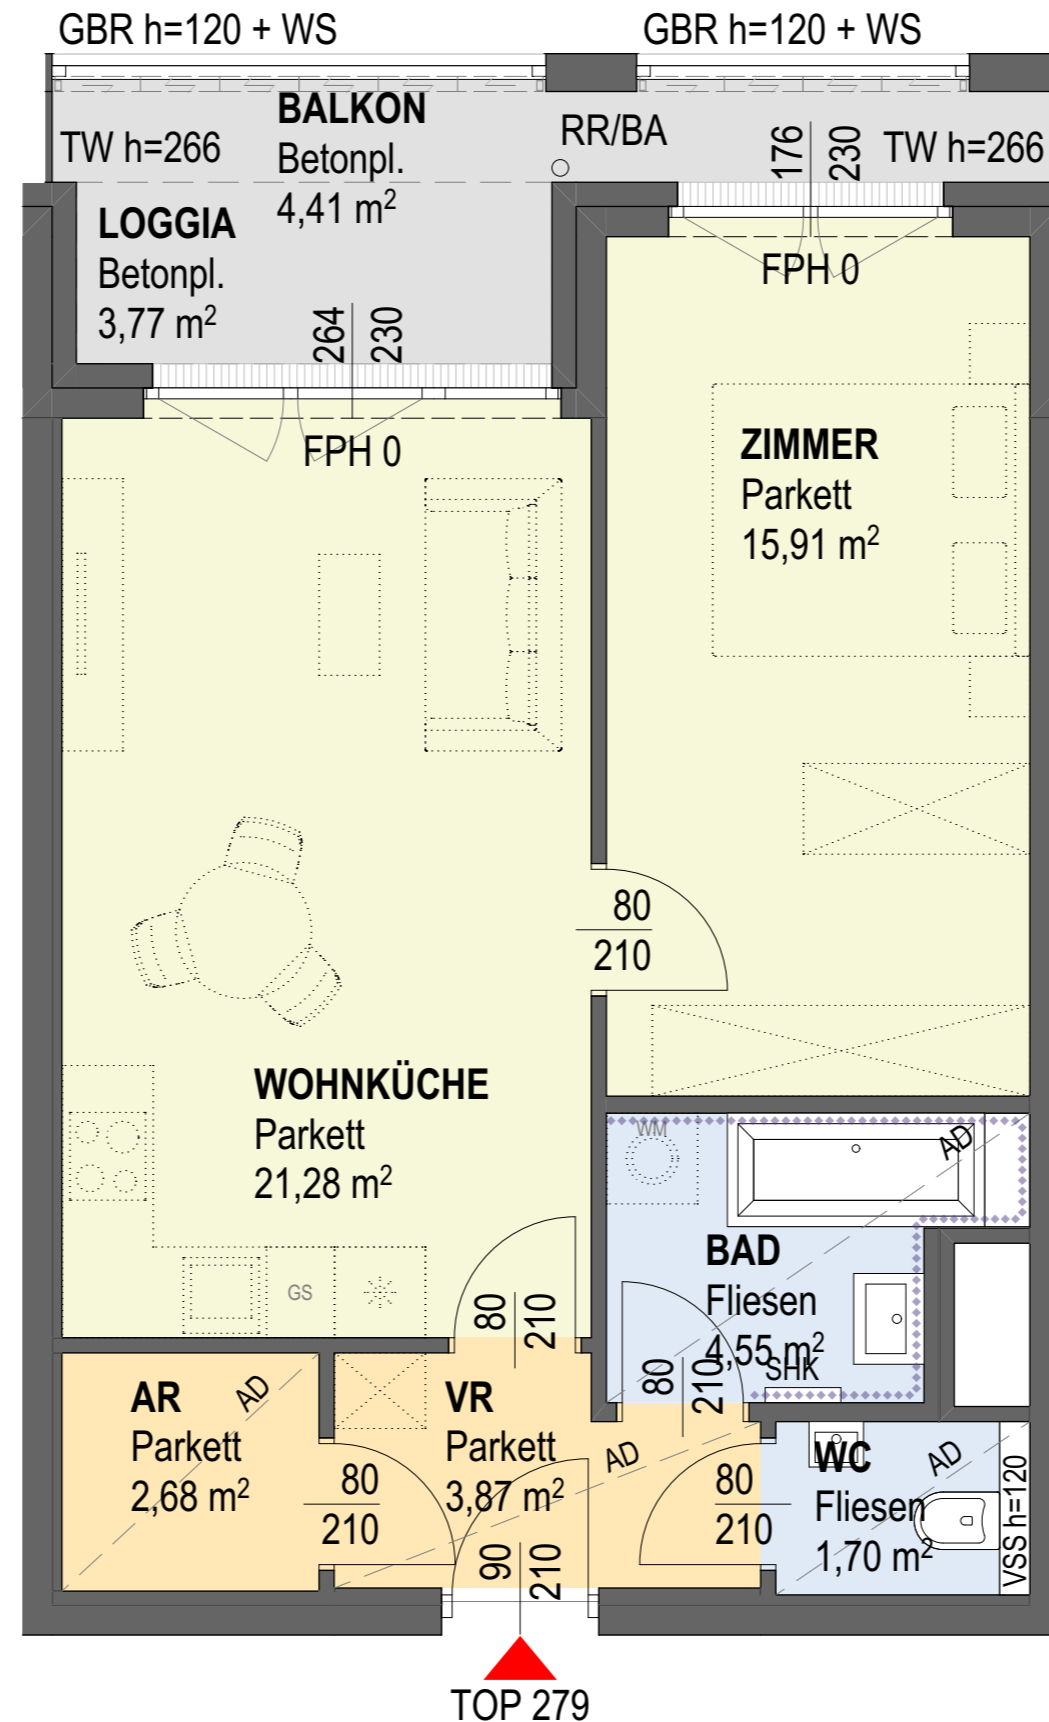 GBR h=120 + WS
GBR h=120 + WS
BALKON
Betonpl.
4,41 m²
TW h=266
RR/BA
176
230
TW h=266
LOGGIA
Betonpl.
3,77 m²
264
230
FPH 0
FPH 0
ZIMMER
Parkett
15,91 m²
80
210
WOHNKÜCHE
Parkett
21,28 m²
GS
80
210
WM
AD
BAD
Fliesen
4,55 m²
SHK
80
210
AR
Parkett
2,68 m²
AD
80
210
VR
Parkett
3,87 m²
AD
90
210
80
210
WC
Fliesen
1,70 m²
AD
VSS h=120
TOP 279